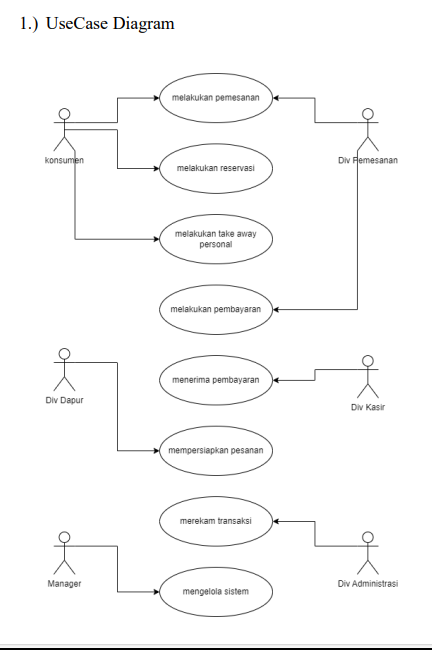 1.) UseCase Diagram
melakukan pemesanan
konsumen
Div Pemesanan
melakukan reservasi
melakukan take away
personal
melakukan pembayaran
Div Dapur
menerima pembayaran
Div Kasir
mempersiapkan pesanan
merekam transaksi
Manager
Div Administrasi
mengelola sistem